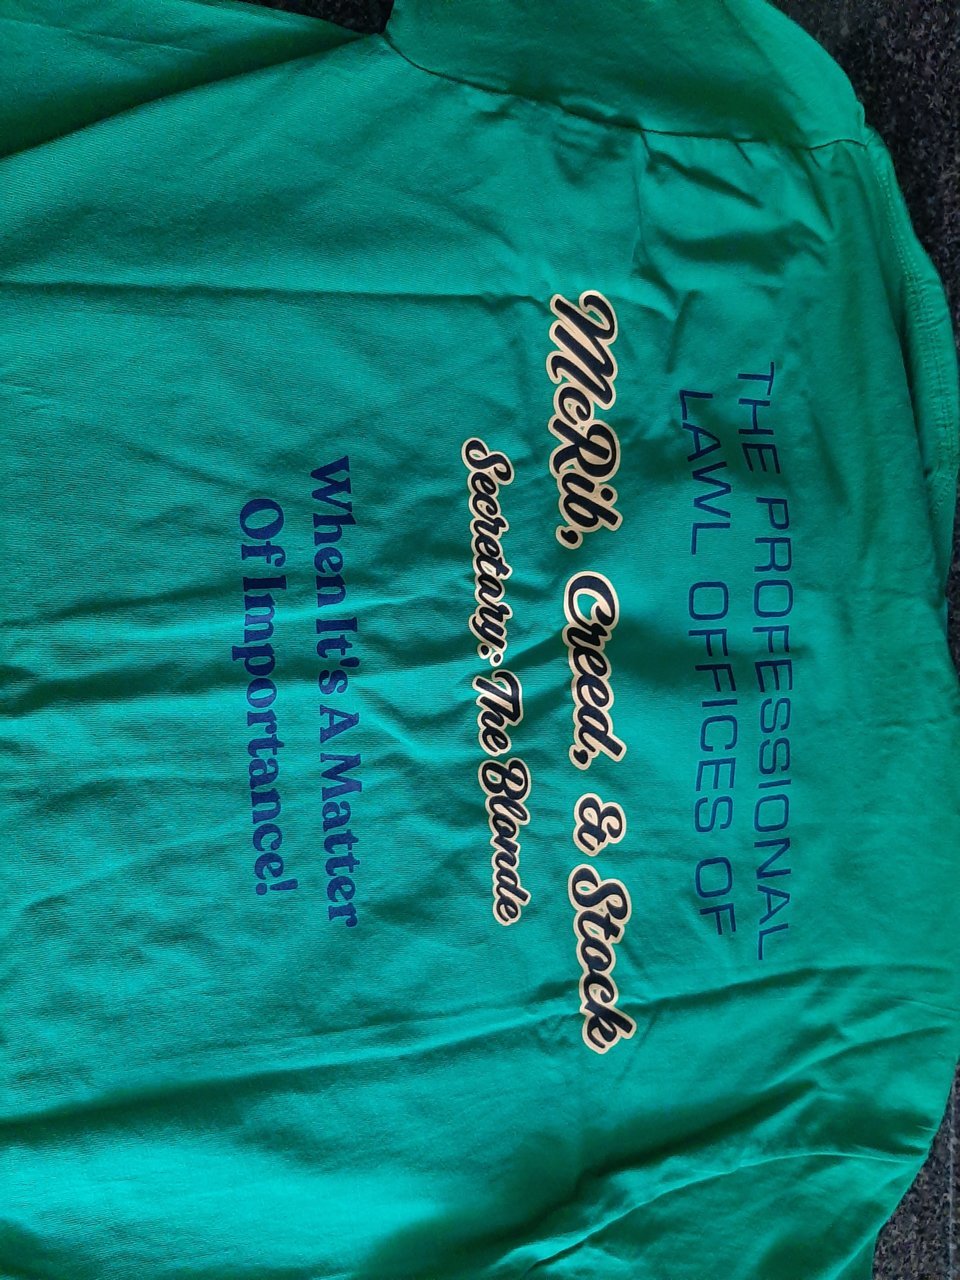 THE PROFESSIONAL
LAWL OFFICES OF
McRib, Creed, & Stock
Secretary: The Blonde
When It's A Matter
Of Importance!